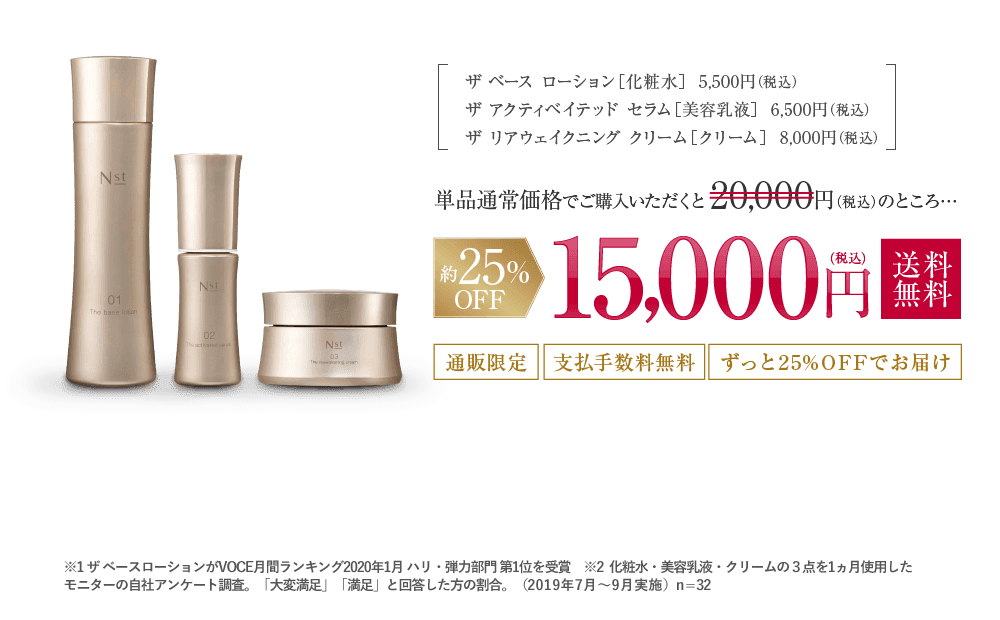 ザ ベース ローション［化粧水］ 5,500円（税込）
ザ アクティベイテッド セラム［美容乳液］ 6,500円（税込）
ザ リアウェイクニング クリーム［クリーム］ 8,000円（税込）
単品通常価格でご購入いただくと 20,000円（税込）のところ…
約25%OFF
15,000円（税込）
送料無料
通販限定
支払手数料無料
ずっと25%OFFでお届け
Nst
01
The base lotion
Nst
02
Nst
03
※1 ザ ベースローションがVOCE月間ランキング2020年1月 ハリ・弾力部門 第1位を受賞　※2 化粧水・美容乳液・クリームの３点を1ヵ月使用した
モニターの自社アンケート調査。「大変満足」「満足」と回答した方の割合。（2019年7月～9月実施）n=32